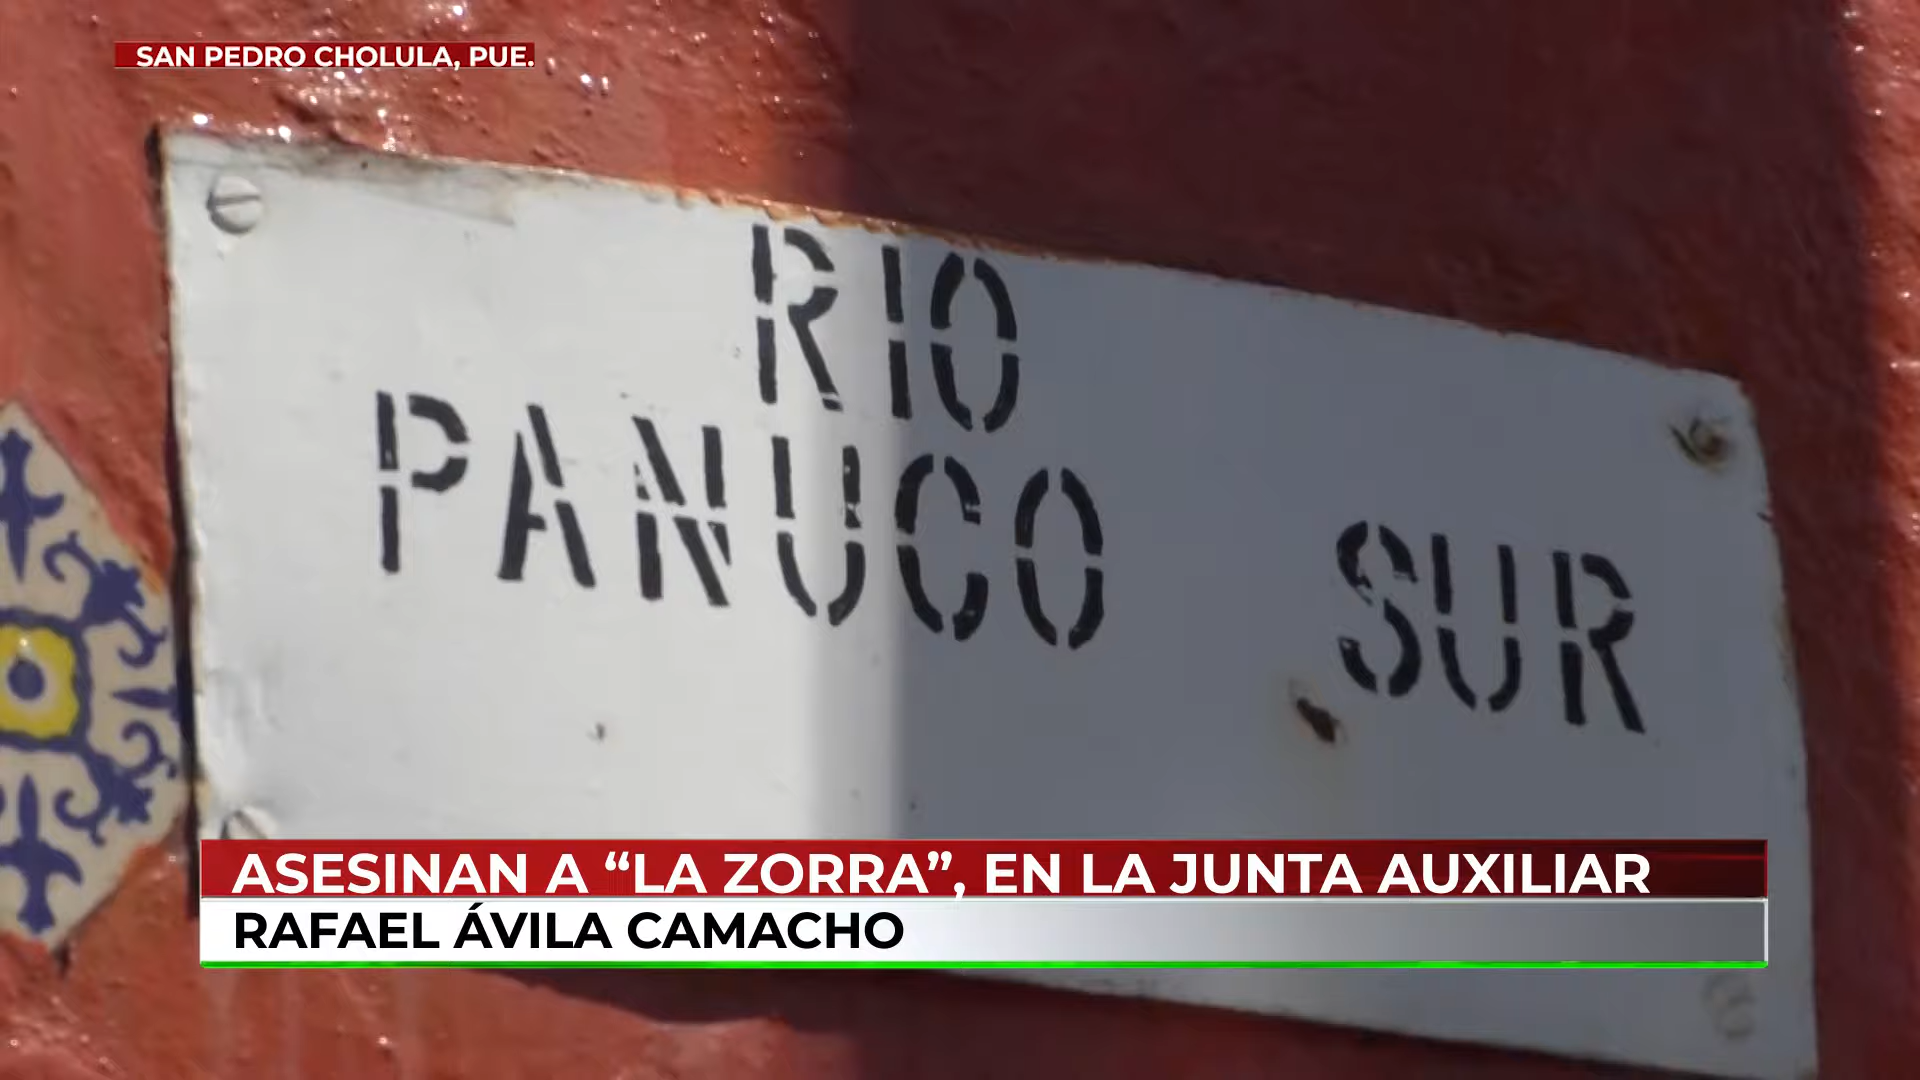 SAN PEDRO CHOLULA, PUE.
RIO
PANUCO SUR
ASESINAN A “LA ZORRA”, EN LA JUNTA AUXILIAR
RAFAEL ÁVILA CAMACHO